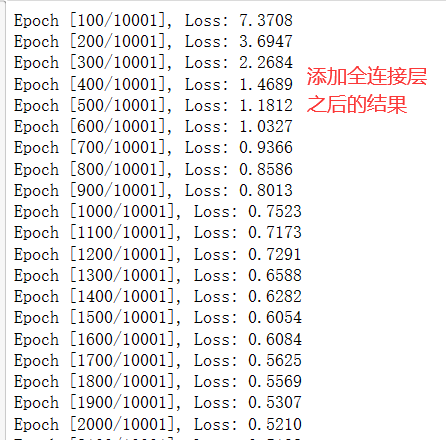 Epoch [100/10001], Loss: 7.3708
Epoch [200/10001], Loss: 3.6947
Epoch [300/10001], Loss: 2.2684
Epoch [400/10001], Loss: 1.4689
Epoch [500/10001], Loss: 1.1812
Epoch [600/10001], Loss: 1.0327
Epoch [700/10001], Loss: 0.9366
Epoch [800/10001], Loss: 0.8586
Epoch [900/10001], Loss: 0.8013
Epoch [1000/10001], Loss: 0.7523
Epoch [1100/10001], Loss: 0.7173
Epoch [1200/10001], Loss: 0.7291
Epoch [1300/10001], Loss: 0.6588
Epoch [1400/10001], Loss: 0.6282
Epoch [1500/10001], Loss: 0.6054
Epoch [1600/10001], Loss: 0.6084
Epoch [1700/10001], Loss: 0.5625
Epoch [1800/10001], Loss: 0.5569
Epoch [1900/10001], Loss: 0.5307
Epoch [2000/10001], Loss: 0.5210
添加全连接层
之后的结果